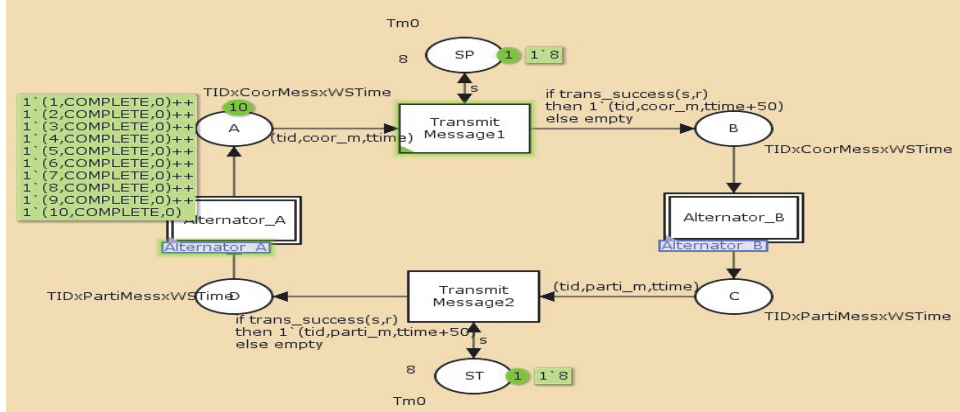 Tm0
8
SP
1
1`8
s
TIDxCoorMessxWSTime
10
A
1`(1,COMPLETE,0)++
1`(2,COMPLETE,0)++
1`(3,COMPLETE,0)++
1`(4,COMPLETE,0)++
1`(5,COMPLETE,0)++
1`(6,COMPLETE,0)++
1`(7,COMPLETE,0)++
1`(8,COMPLETE,0)++
1`(9,COMPLETE,0)++
1`(10,COMPLETE,0)
(tid,coor_m,ttime)
Transmit
Message1
if trans_success(s,r)
then 1`(tid,coor_m,ttime+50)
else empty
B
TIDxCoorMessxWSTime
Alternator_A
Alternator_A
Alternator_B
Alternator_B
TIDxPartiMessxWSTime
D
Transmit
Message2
(tid,parti_m,ttime)
C
TIDxPartiMessxWSTime
if trans_success(s,r)
then 1`(tid,parti_m,ttime+50)
else empty
s
8
ST
1
1`8
Tm0